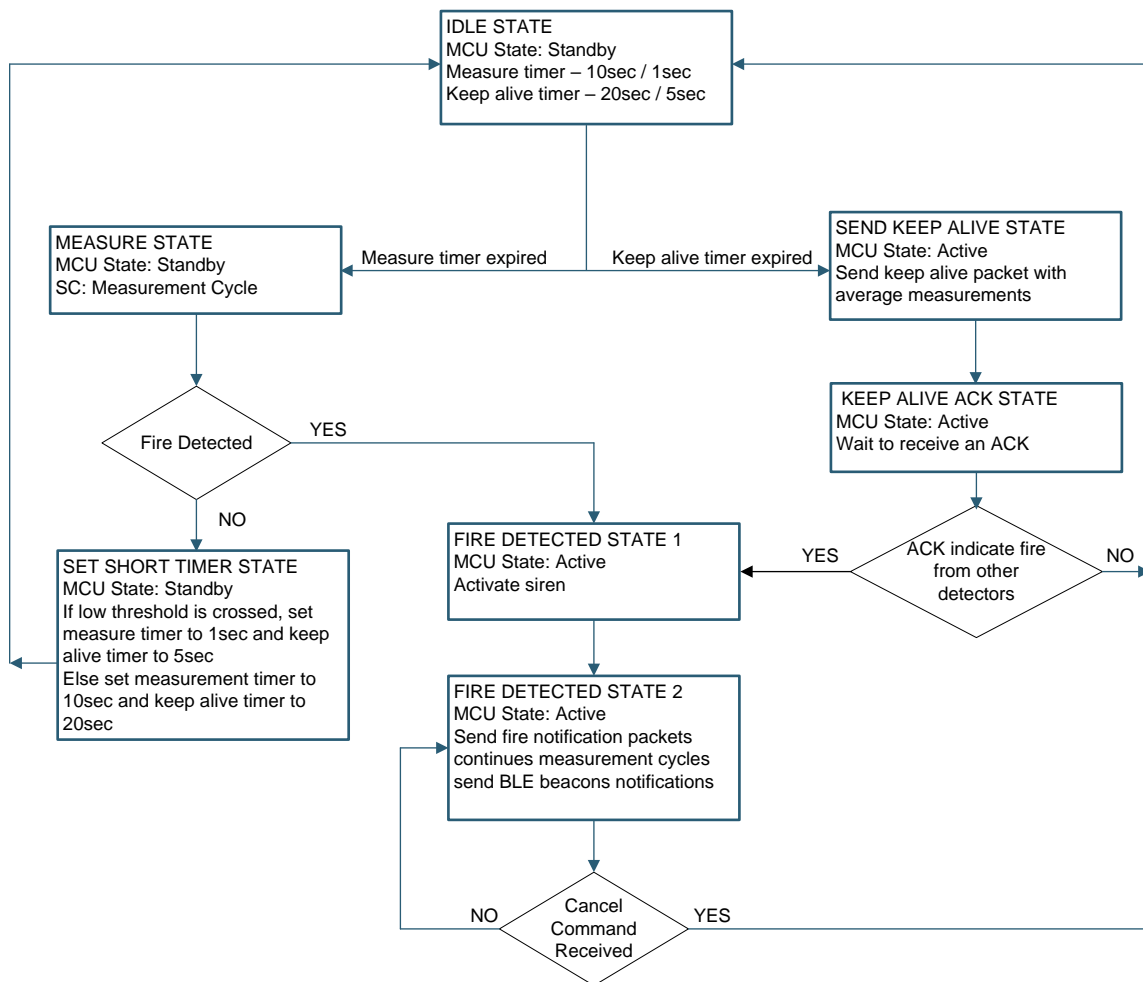 IDLE STATE
MCU State: Standby
Measure timer – 10sec / 1sec
Keep alive timer – 20sec / 5sec
MEASURE STATE
MCU State: Standby
SC: Measurement Cycle
Measure timer expired
Keep alive timer expired
SEND KEEP ALIVE STATE
MCU State: Active
Send keep alive packet with
average measurements
KEEP ALIVE ACK STATE
MCU State: Active
Wait to receive an ACK
Fire Detected
YES
NO
SET SHORT TIMER STATE
MCU State: Standby
If low threshold is crossed, set
measure timer to 1sec and keep
alive timer to 5sec
Else set measurement timer to
10sec and keep alive timer to
20sec
FIRE DETECTED STATE 1
MCU State: Active
Activate siren
YES
ACK indicate fire
from other
detectors
NO
FIRE DETECTED STATE 2
MCU State: Active
Send fire notification packets
continues measurement cycles
send BLE beacons notifications
NO
Cancel
Command
Received
YES